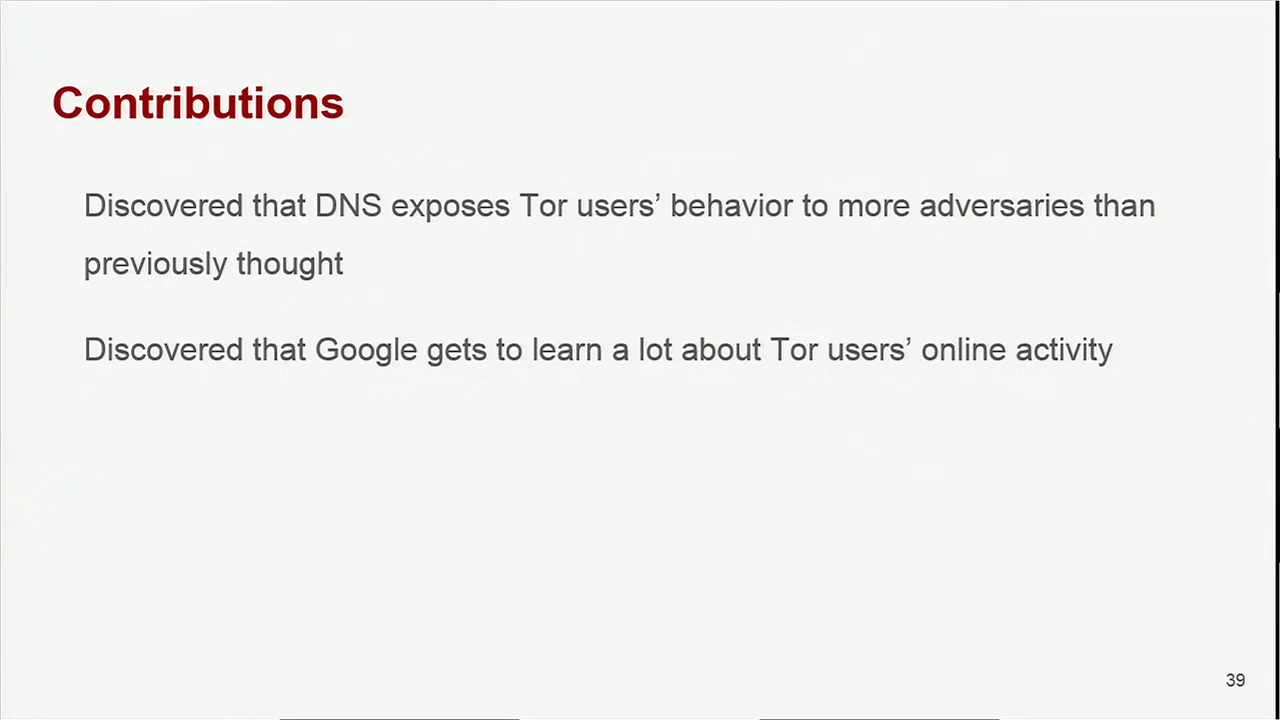 Contributions
Discovered that DNS exposes Tor users’ behavior to more adversaries than
previously thought
Discovered that Google gets to learn a lot about Tor users’ online activity
39